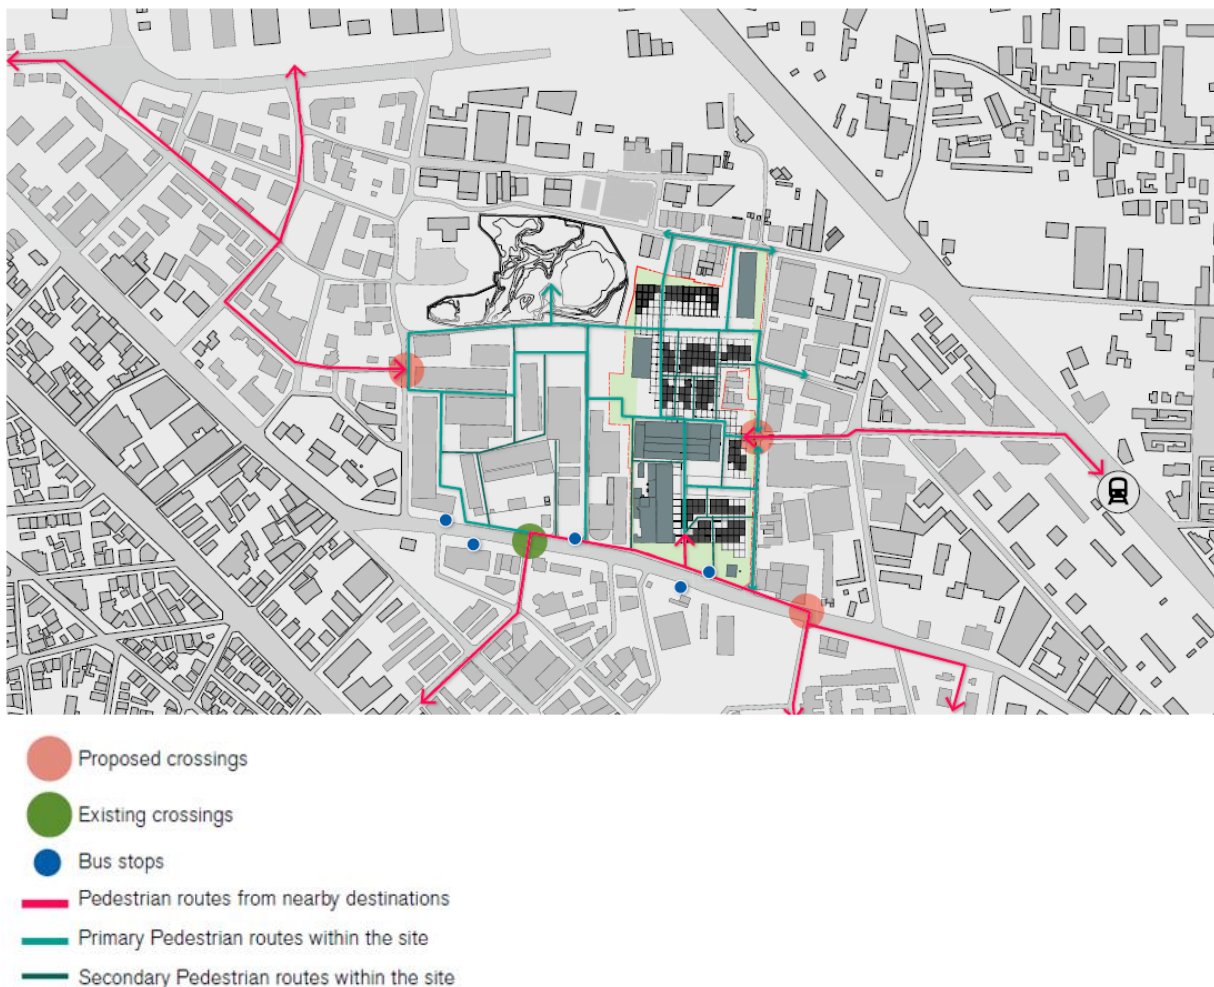 Proposed crossings
Existing crossings
Bus stops
Pedestrian routes from nearby destinations
Primary Pedestrian routes within the site
Secondary Pedestrian routes within the site